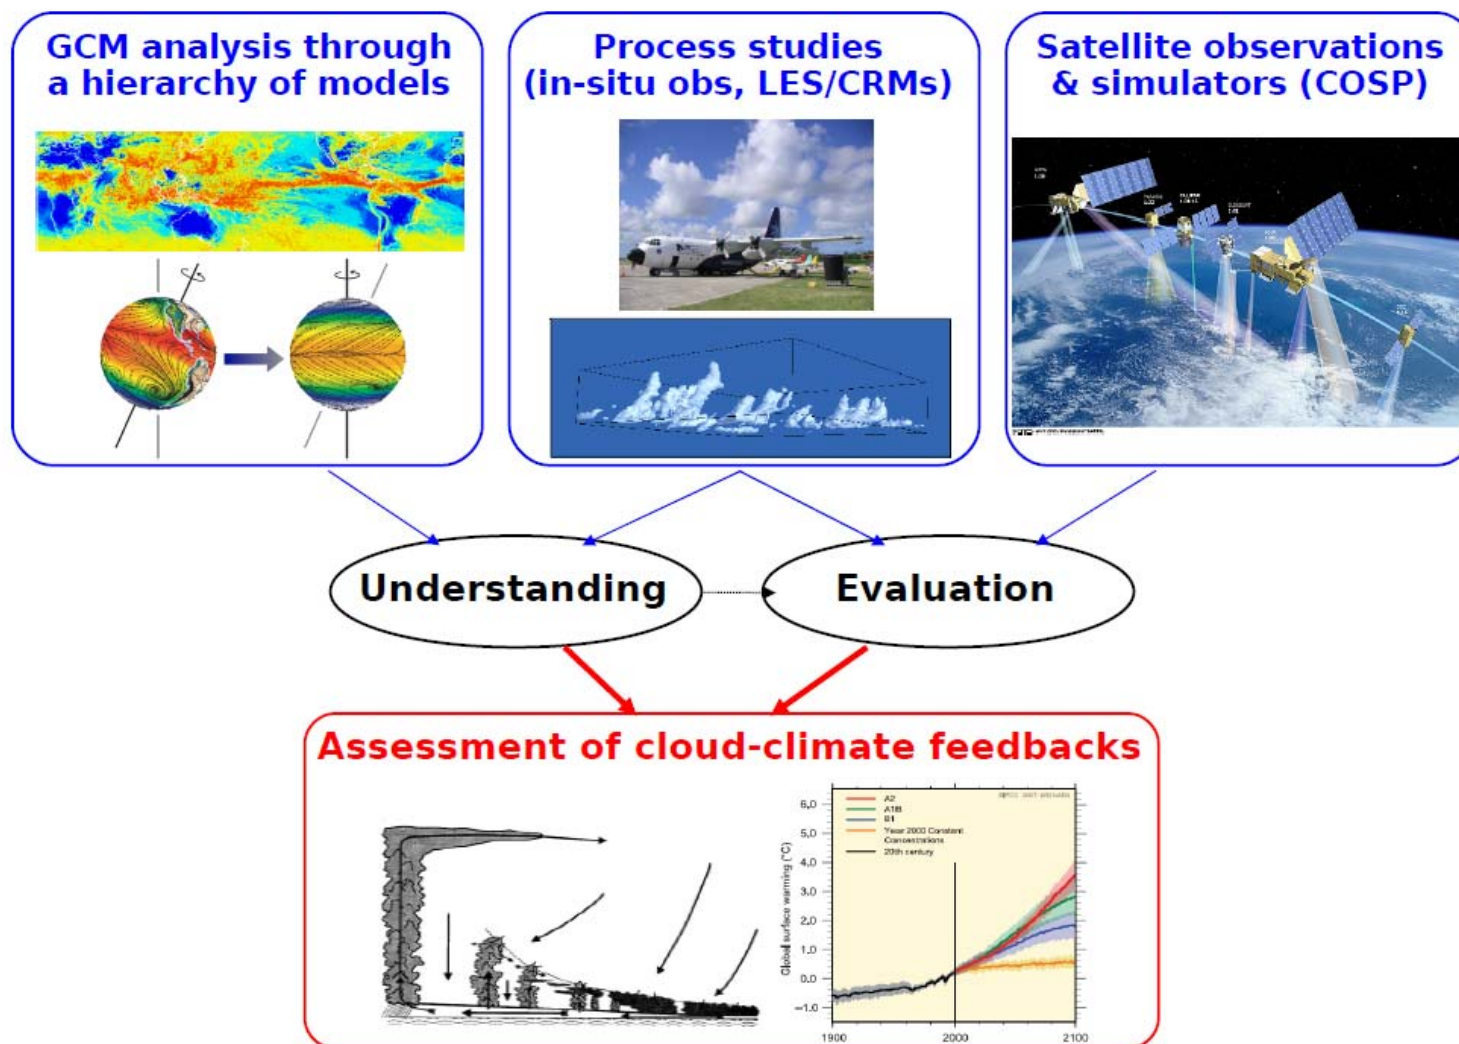 GCM analysis through
a hierarchy of models
Process studies
(in-situ obs, LES/CRMs)
Satellite observations
& simulators (COSP)
Understanding
Evaluation
Assessment of cloud-climate feedbacks
A2
A1B
B1
Year 2000 Constant
Concentrations
20th century
Global surface warming (°C)
6,0
5.0
4,0
3.0
2.0
1.0
0.0
−1.0
1900
2000
2100